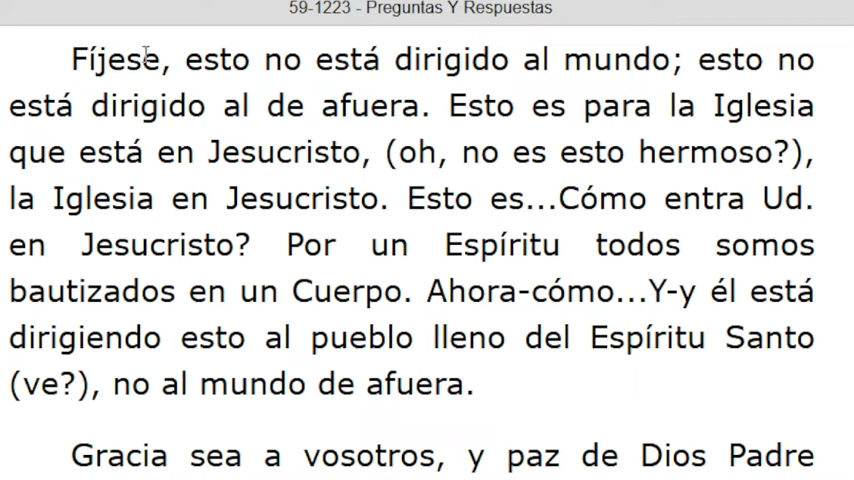 59-1223 - Preguntas Y Respuestas
Fíjese, esto no está dirigido al mundo; esto no
está dirigido al de afuera. Esto es para la Iglesia
que está en Jesucristo, (oh, no es esto hermoso?),
la Iglesia en Jesucristo. Esto es...Cómo entra Ud.
en Jesucristo? Por un Espíritu todos somos
bautizados en un Cuerpo. Ahora-cómo...Y-y él está
dirigiendo esto al pueblo lleno del Espíritu Santo
(ve?), no al mundo de afuera.
Gracia sea a vosotros, y paz de Dios Padre